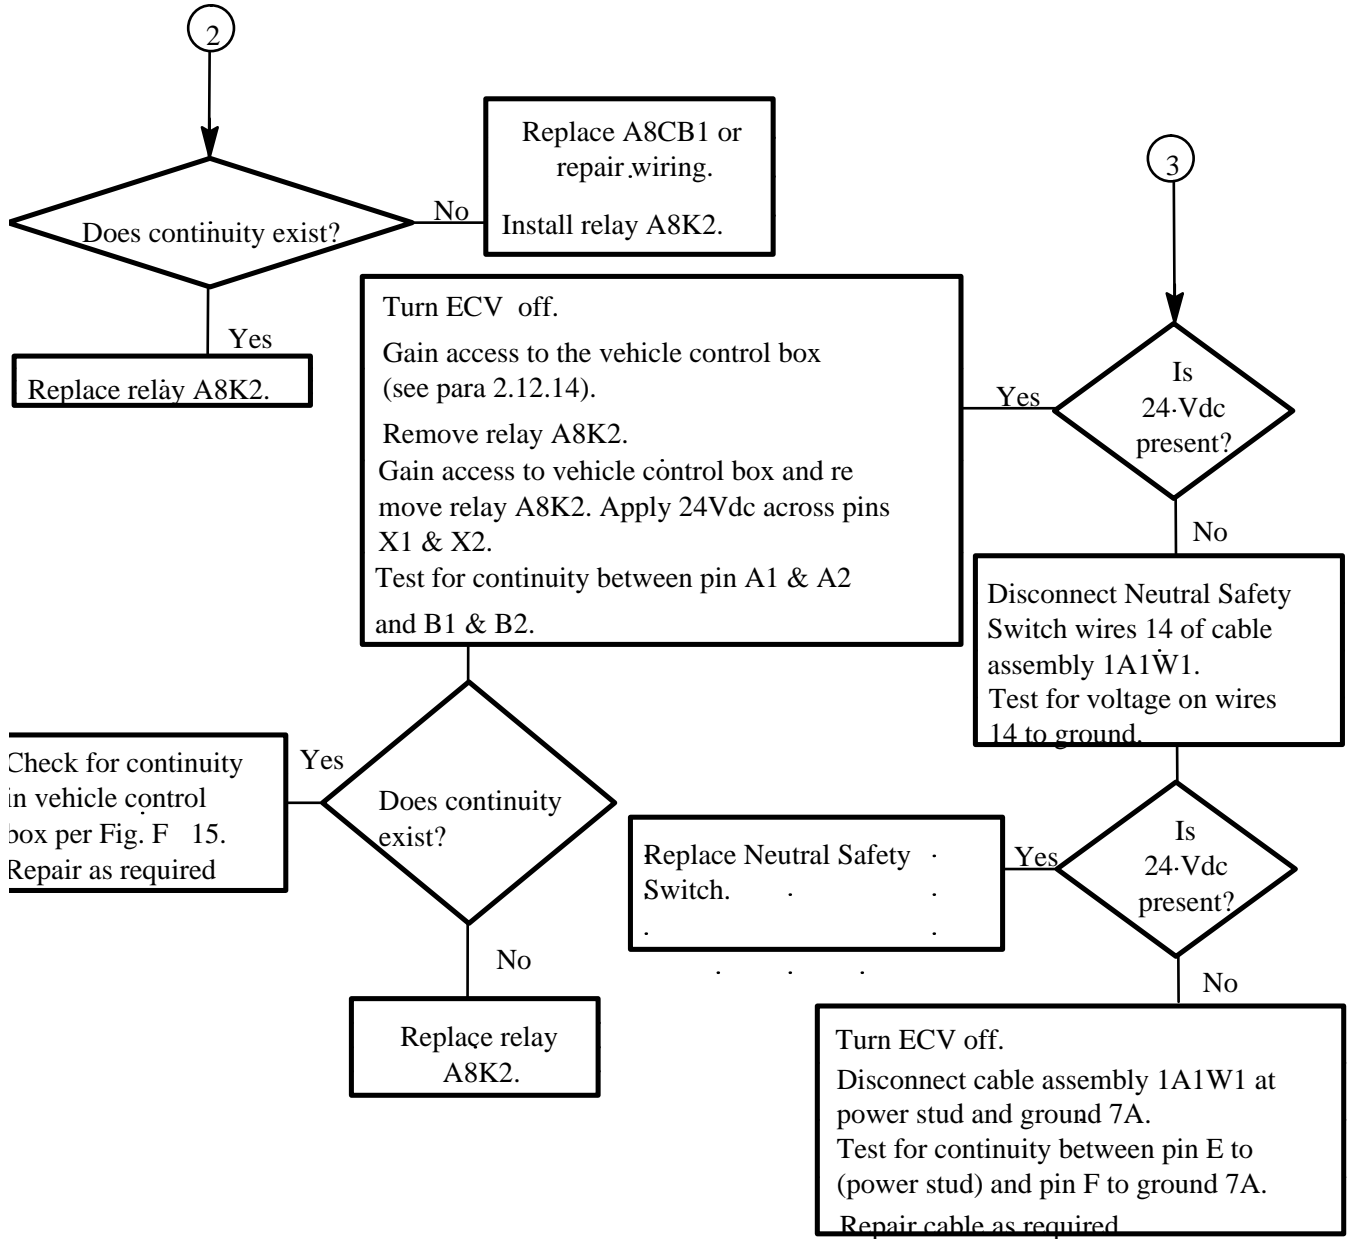 2
Does continuity exist?
No
Replace A8CB1 or
repair wiring.
Install relay A8K2.
Yes
Replace relay A8K2.
3
Is
24 Vdc
present?
Yes
Turn ECV off.
Gain access to the vehicle control box
(see para 2.12.14).
Remove relay A8K2.
Gain access to vehicle control box and re
move relay A8K2. Apply 24Vdc across pins
X1 & X2.
Test for continuity between pin A1 & A2
and B1 & B2.
No
Disconnect Neutral Safety
Switch wires 14 of cable
assembly 1A1W1.
Test for voltage on wires
14 to ground.
Does continuity
exist?
Yes
Check for continuity
in vehicle control
box per Fig. F 15.
Repair as required
No
Replace relay
A8K2.
Is
24 Vdc
present?
Yes
Replace Neutral Safety
Switch.
No
Turn ECV off.
Disconnect cable assembly 1A1W1 at
power stud and ground 7A.
Test for continuity between pin E to
(power stud) and pin F to ground 7A.
Repair cable as required